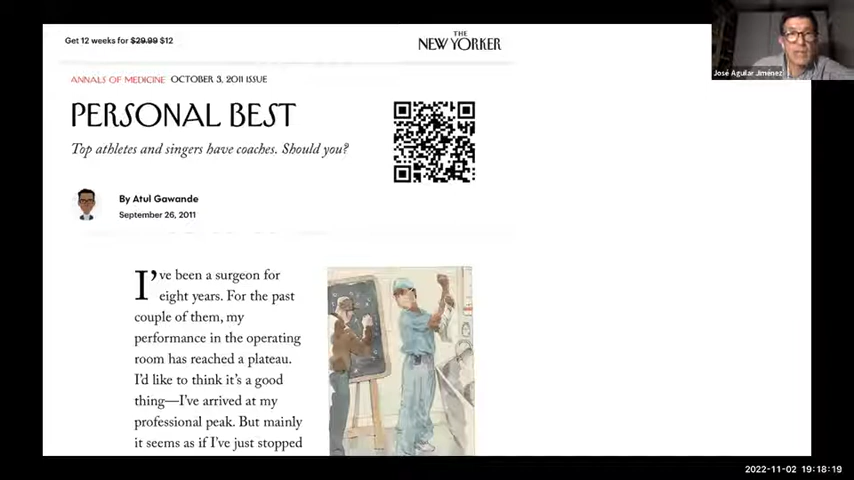 Get 12 weeks for $29.99 $12
THE
NEW YORKER
José Aguilar Jiménez
ANNALS OF MEDICINE OCTOBER 3, 2011 ISSUE
PERSONAL BEST
Top athletes and singers have coaches. Should you?
By Atul Gawande
September 26, 2011
I’ve been a surgeon for
eight years. For the past
couple of them, my
performance in the operating
room has reached a plateau.
I’d like to think it’s a good
thing—I’ve arrived at my
professional peak. But mainly
it seems as if I’ve just stopped
2022-11-02 19:18:19